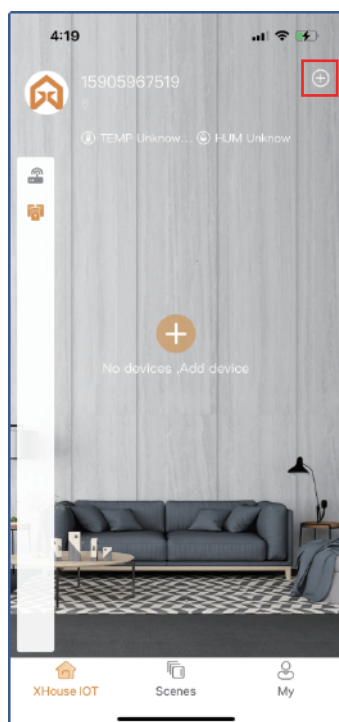 4:19
15905967519
TEMP Unknow... HUM Unknow
No devices ,Add device
XHouse IOT Scenes My